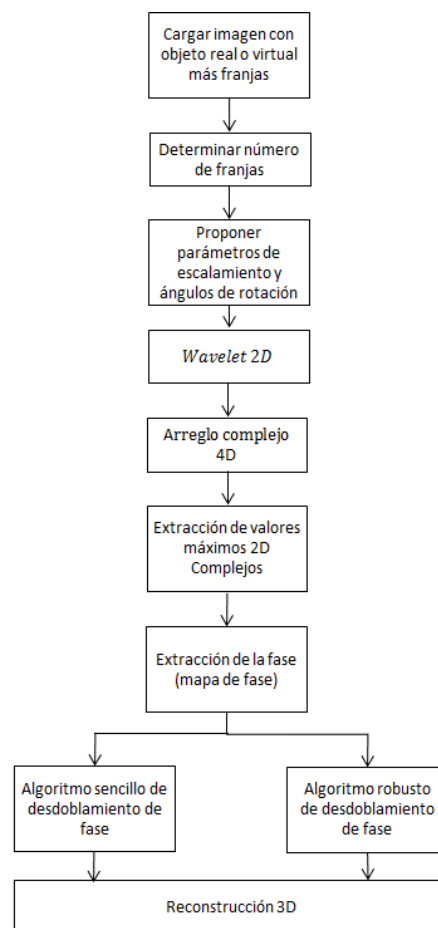 Cargar imagen con
objeto real o virtual
más franjas
Determinar número
de franjas
Proponer
parámetros de
escalamiento y
ángulos de rotación
Wavelet 2D
Arreglo complejo
4D
Extracción de valores
máximos 2D
Complejos
Extracción de la fase
(mapa de fase)
Algoritmo sencillo de
desdoblamiento de
fase
Algoritmo robusto
de desdoblamiento
de fase
Reconstrucción 3D